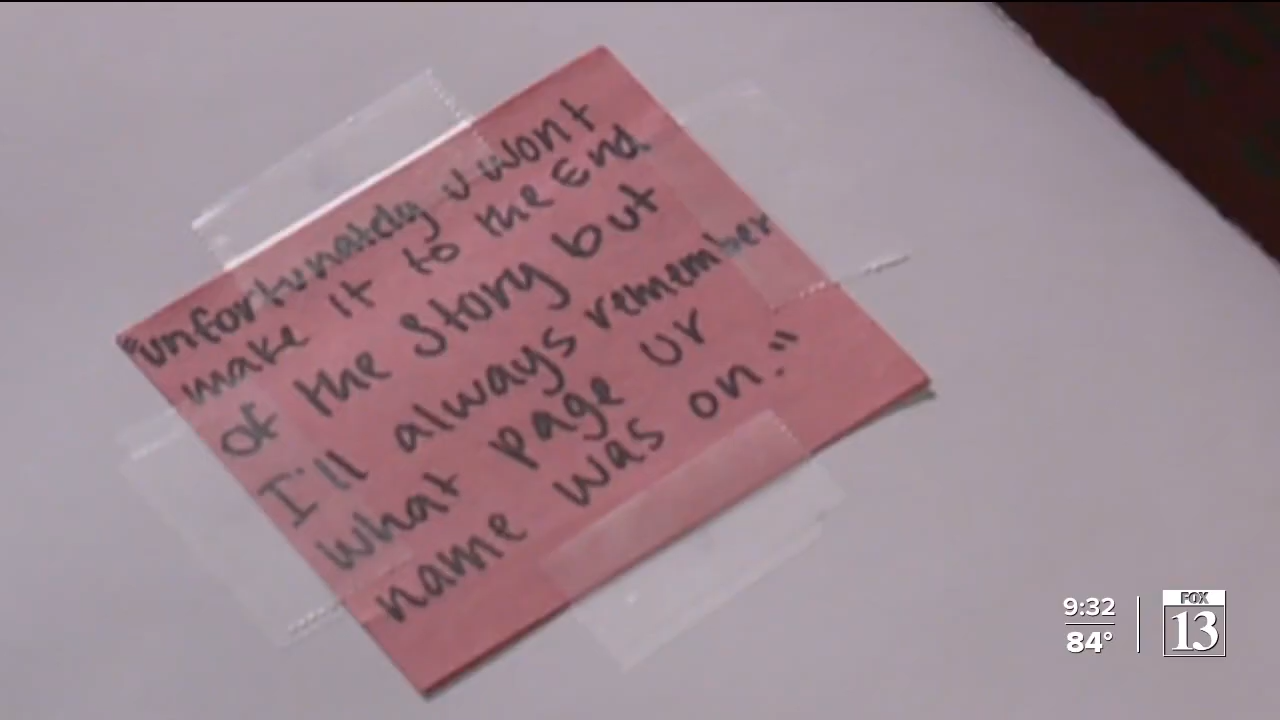 "unfortunately u won't
make it to the End
of the Story but
I'll always remember
what page ur
name was on."
9:32
84°
FOX
13